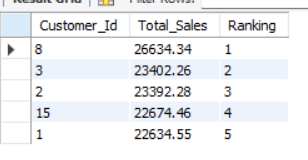 Customer_Id Total_Sales Ranking
8 26634.34 1
3 23402.26 2
2 23392.28 3
15 22674.46 4
1 22634.55 5